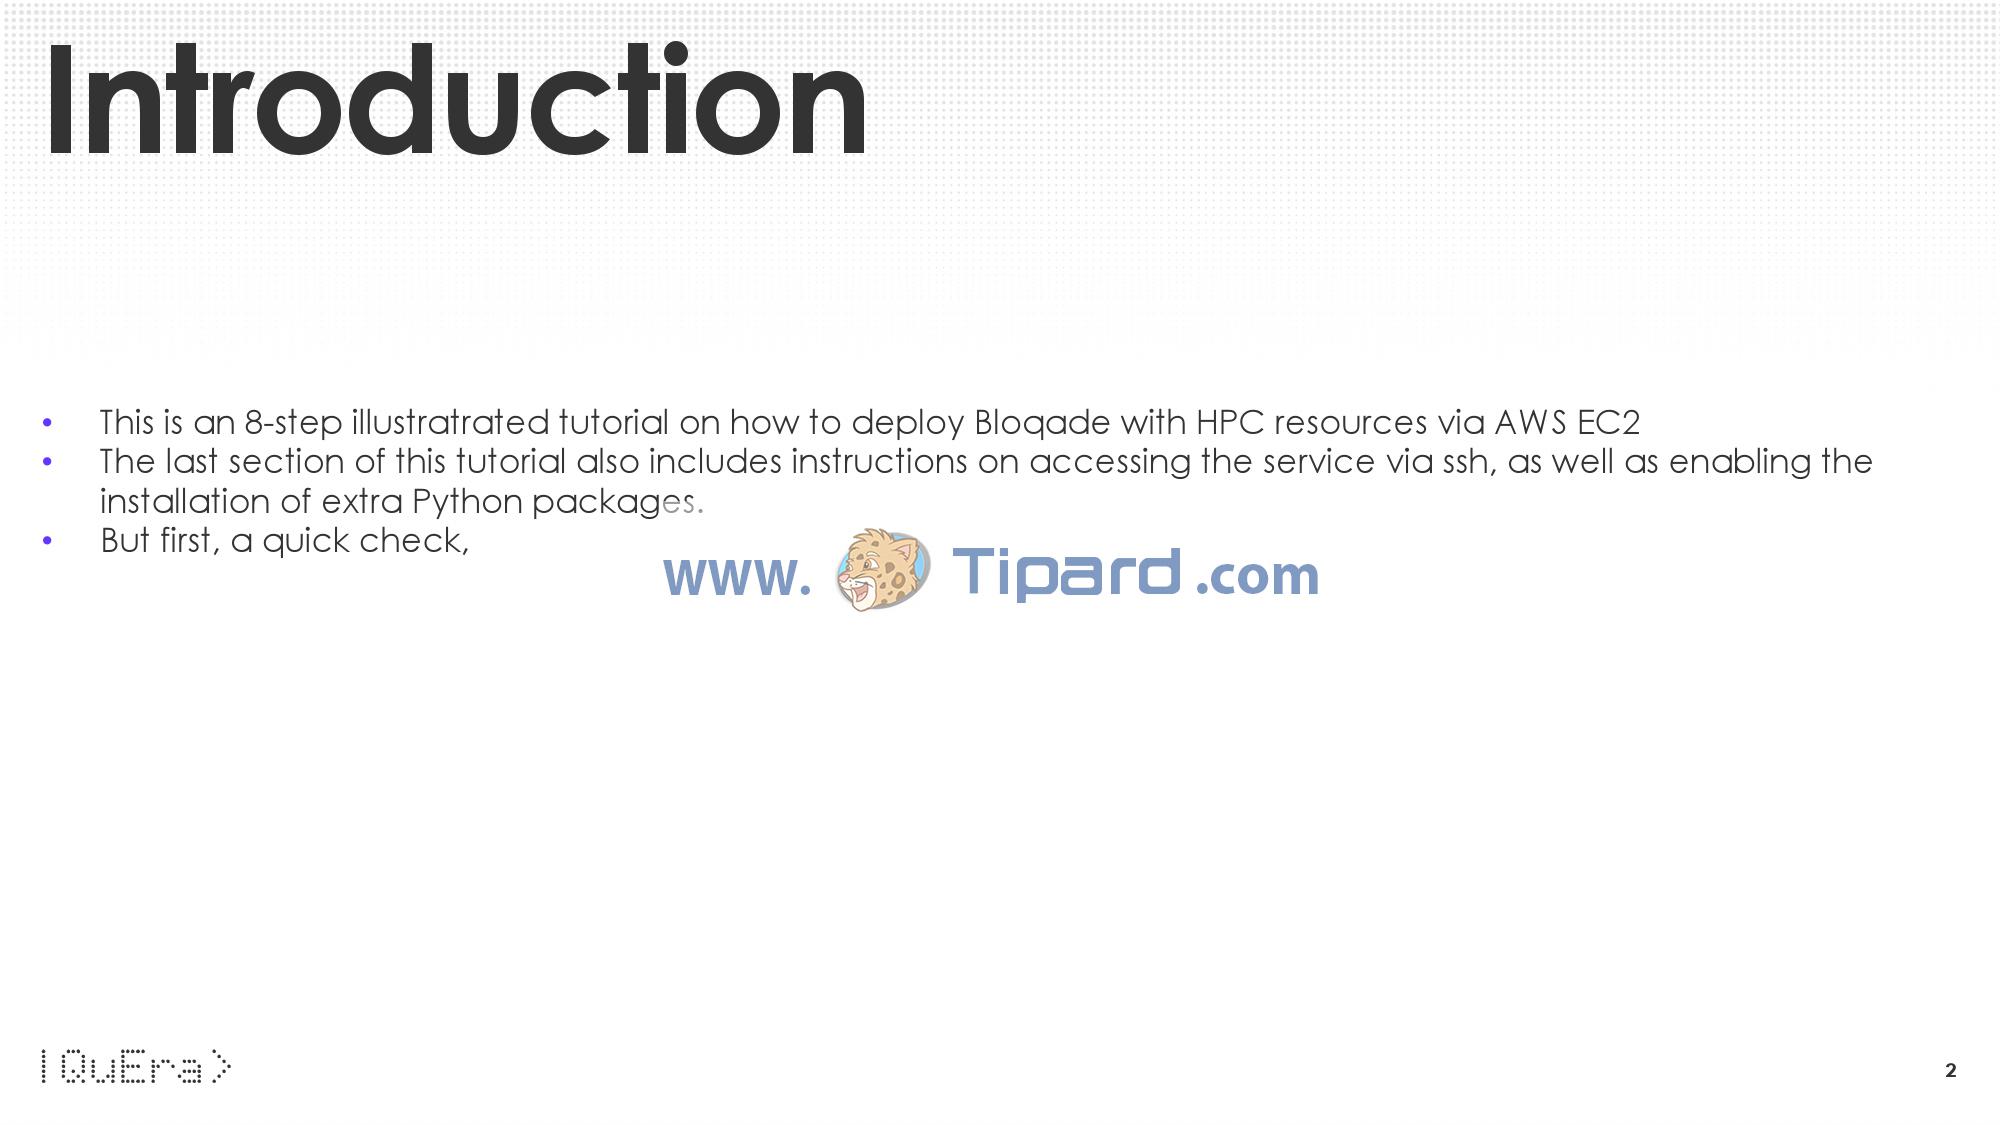 Introduction
• This is an 8-step illustratrated tutorial on how to deploy Bloqade with HPC resources via AWS EC2
• The last section of this tutorial also includes instructions on accessing the service via ssh, as well as enabling the
installation of extra Python packages.
• But first, a quick check,
www. Tipard .com
|QuEra>
2